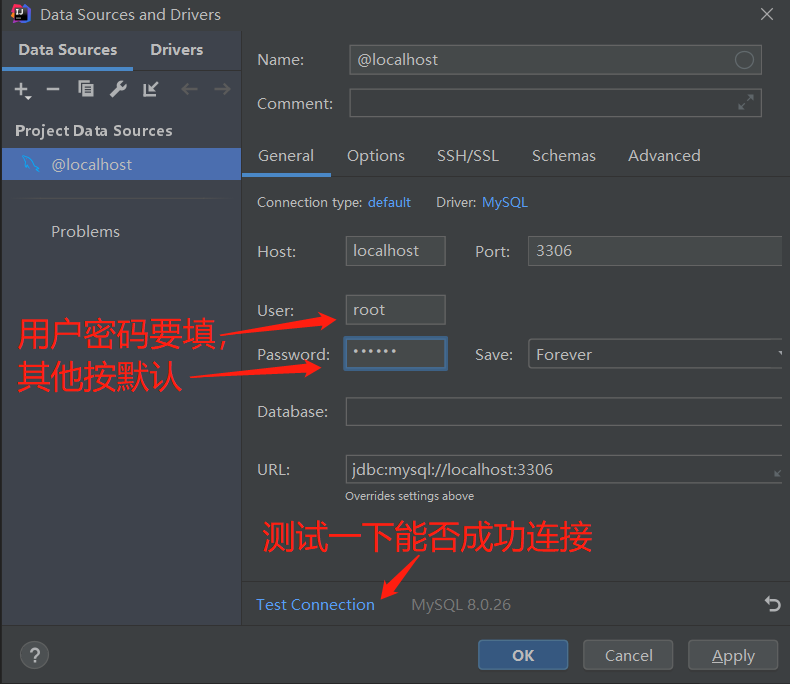 Data Sources and Drivers
Data Sources Drivers
Project Data Sources
@localhost
Problems
Name: @localhost
Comment:
General Options SSH/SSL Schemas Advanced
Connection type: default Driver: MySQL
Host: localhost Port: 3306
User: root
用户密码要填，
Password: •••••• Save: Forever
其他按默认
Database:
URL: jdbc:mysql://localhost:3306
Overrides settings above
测试一下能否成功连接
Test Connection MySQL 8.0.26
? OK Cancel Apply